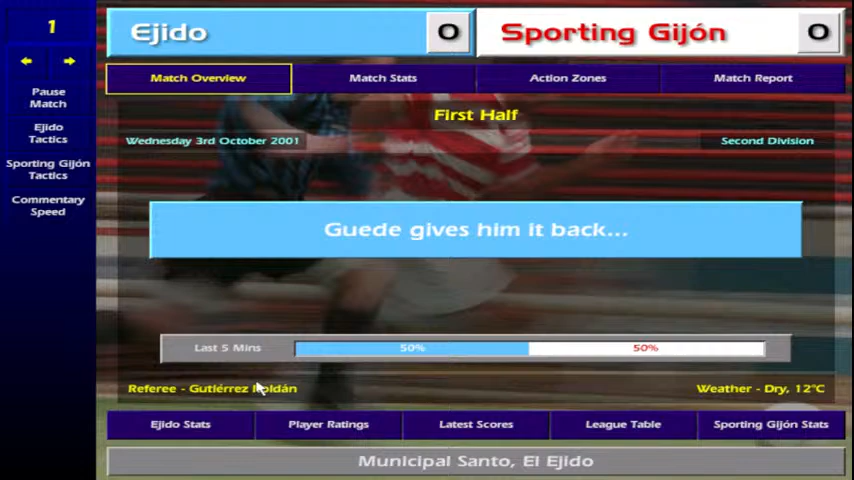 1
Ejido 0 Sporting Gijón 0
Match Overview Match Stats Action Zones Match Report
Pause
Match
Ejido
Tactics
Sporting Gijón
Tactics
Commentary
Speed
First Half
Wednesday 3rd October 2001 Second Division
Guede gives him it back...
Last 5 Mins 50% 50%
Referee - Gutiérrez Weather - Dry, 12°C
Ejido Stats Player Ratings Latest Scores League Table Sporting Gijón Stats
Municipal Santo, El Ejido